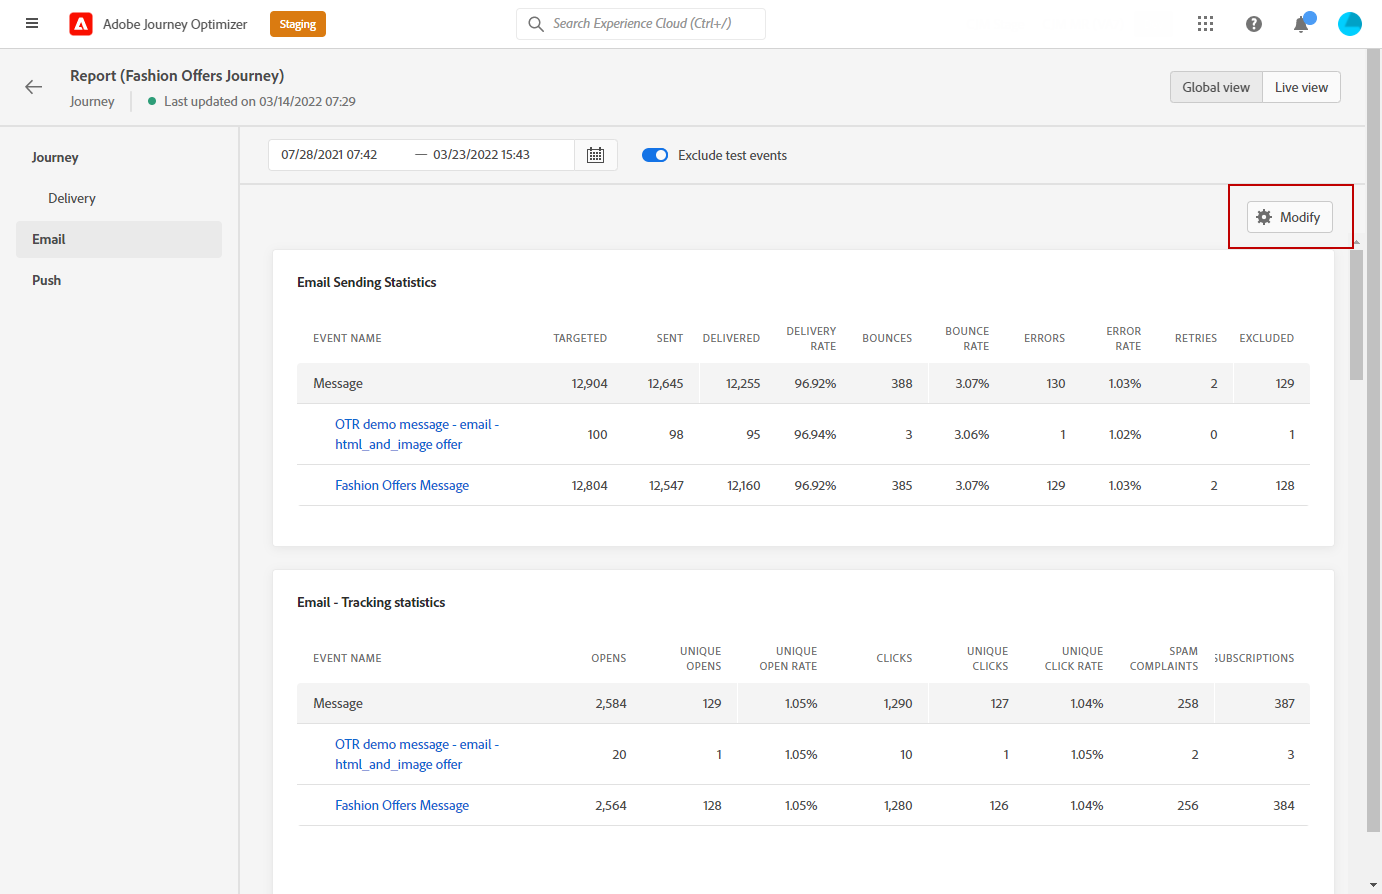 Adobe Journey Optimizer
Staging
Search Experience Cloud (Ctrl+/)
Report (Fashion Offers Journey)
Journey
Last updated on 03/14/2022 07:29
Global view
Live view
Journey
Delivery
Email
Push
07/28/2021 07:42 — 03/23/2022 15:43
Exclude test events
Modify
Email Sending Statistics
EVENT NAME TARGETED SENT DELIVERED DELIVERY RATE BOUNCES BOUNCE RATE ERRORS ERROR RATE RETRIES EXCLUDED
Message 12,904 12,645 12,255 96.92% 388 3.07% 130 1.03% 2 129
OTR demo message - email -
html_and_image offer 100 98 95 96.94% 3 3.06% 1 1.02% 0 1
Fashion Offers Message 12,804 12,547 12,160 96.92% 385 3.07% 129 1.03% 2 128
Email - Tracking statistics
EVENT NAME OPENS UNIQUE OPENS UNIQUE OPEN RATE CLICKS UNIQUE CLICKS UNIQUE CLICK RATE SPAM COMPLAINTS SUBSCRIPTIONS
Message 2,584 129 1.05% 1,290 127 1.04% 258 387
OTR demo message - email -
html_and_image offer 20 1 1.05% 10 1 1.05% 2 3
Fashion Offers Message 2,564 128 1.05% 1,280 126 1.04% 256 384